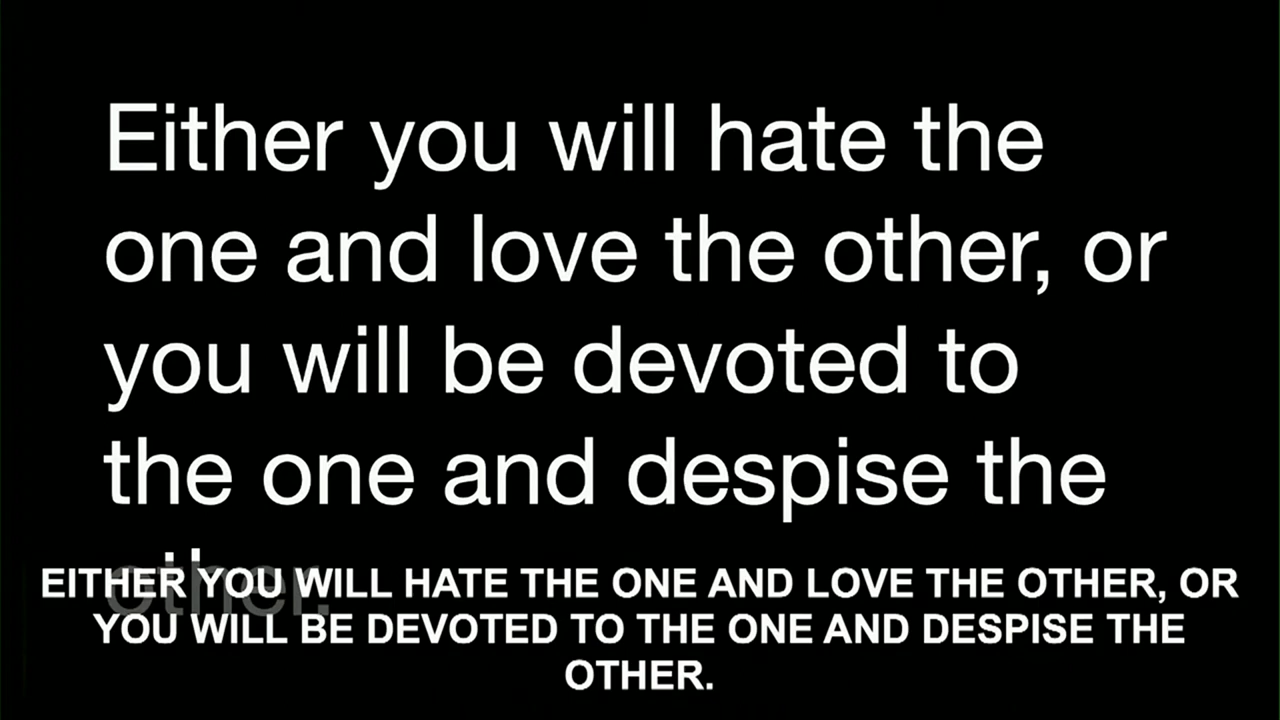 Either you will hate the
one and love the other, or
you will be devoted to
the one and despise the
other.
EITHER YOU WILL HATE THE ONE AND LOVE THE OTHER, OR
YOU WILL BE DEVOTED TO THE ONE AND DESPISE THE
OTHER.